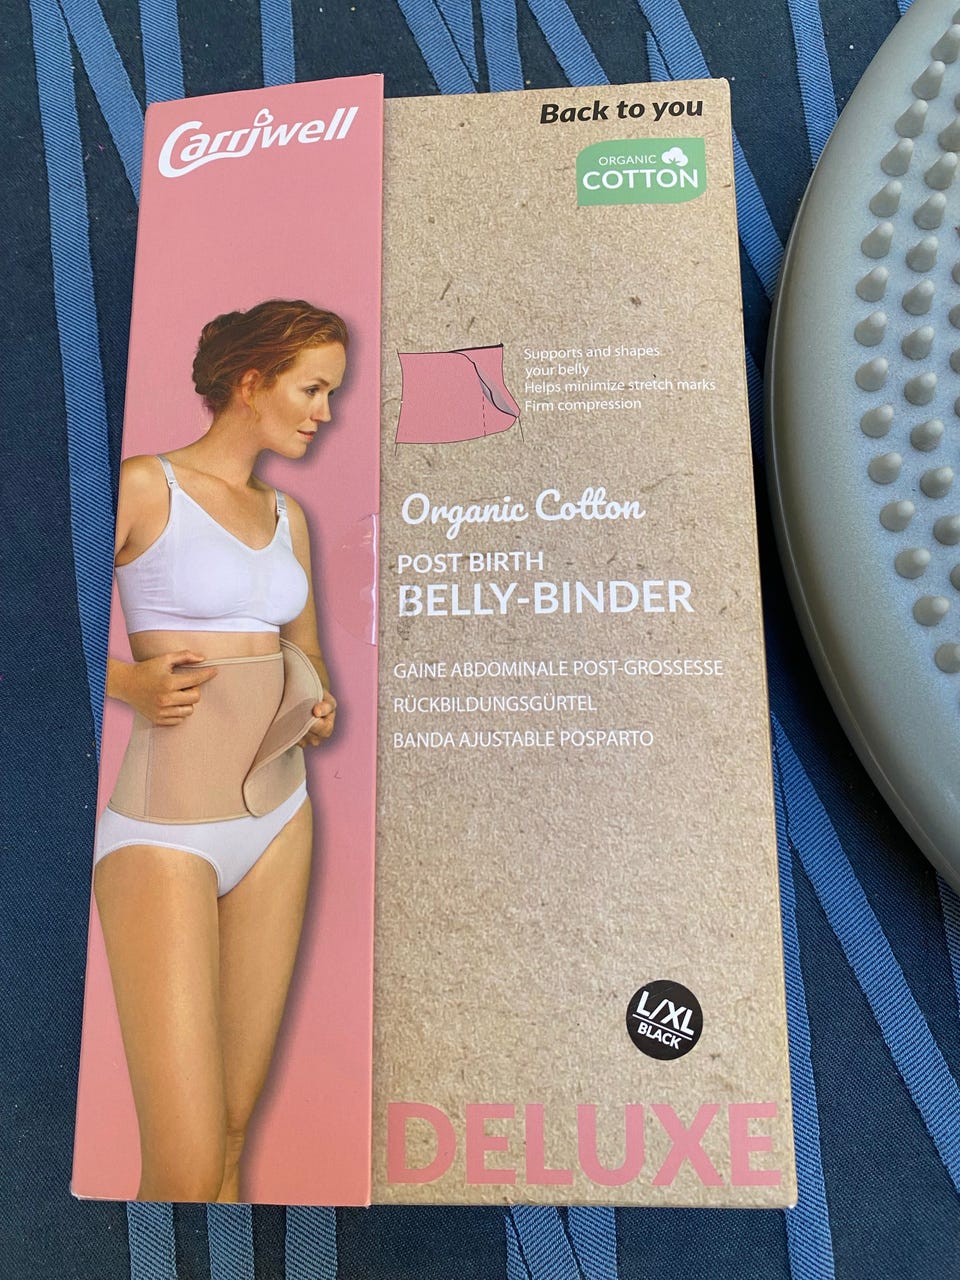 Carriwell
Back to you
ORGANIC
COTTON
Supports and shapes
your belly
Helps minimize stretch marks
Firm compression
Organic Cotton
POST BIRTH
BELLY-BINDER
GAINE ABDOMINALE POST-GROSSESSE
RÜCKBILDUNGSGÜRTEL
BANDA AJUSTABLE POSPARTO
L/XL
BLACK
DELUXE